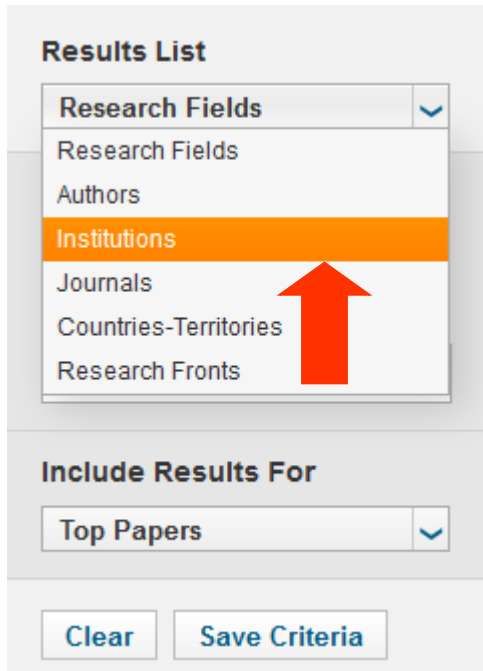 Results List
Research Fields
Research Fields
Authors
Institutions
Journals
Countries-Territories
Research Fronts
Include Results For
Top Papers
Clear Save Criteria